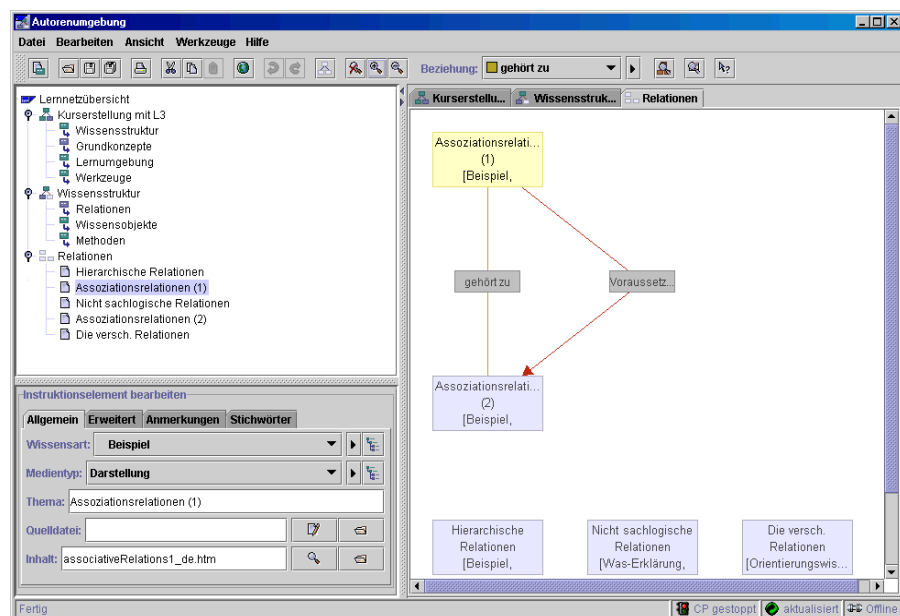 Autorenumgebung
Datei Bearbeiten Ansicht Werkzeuge Hilfe
Beziehung: gehört zu
Lernnetzübersicht
Kurserstellung mit L3
Wissensstruktur
Grundkonzepte
Lernumgebung
Werkzeuge
Wissensstruktur
Relationen
Wissensobjekte
Methoden
Relationen
Hierarchische Relationen
Assoziationsrelationen (1)
Nicht sachlogische Relationen
Assoziationsrelationen (2)
Die versch. Relationen
Instruktionselement bearbeiten
Allgemein Erweitert Anmerkungen Stichwörter
Wissensart: Beispiel
Medientyp: Darstellung
Thema: Assoziationsrelationen (1)
Quelldatei:
Inhalt: associativeRelations1_de.htm
Kurserstellu... Wissensstruk... Relationen
Assoziationsrelati...
(1)
[Beispiel,
gehört zu
Voraussetz...
Assoziationsrelati...
(2)
[Beispiel,
Hierarchische
Relationen
[Beispiel,
Nicht sachlogische
Relationen
[Was-Erklärung,
Die versch.
Relationen
[Orientierungswis...
Fertig
CP gestoppt aktualisiert Offline